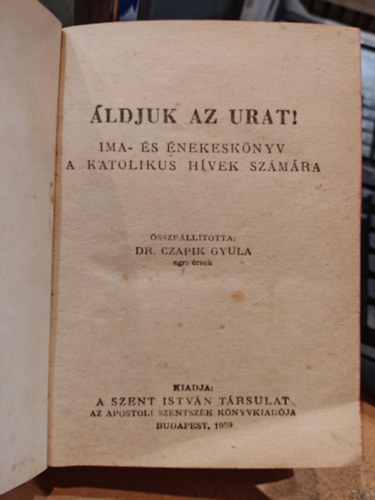 ÁLDJUK AZ URAT!
IMA- ÉS ÉNEKESKÖNYV
A KATOLIKUS HÍVEK SZÁMÁRA
ÖSSZEÁLLÍTOTTA:
DR. CZAPIK GYULA
egri érsek
KIADJA:
A SZENT ISTVÁN TÁRSULAT
AZ APOSTOLI SZENTSZÉK KÖNYVKIADÓJA
BUDAPEST, 1959